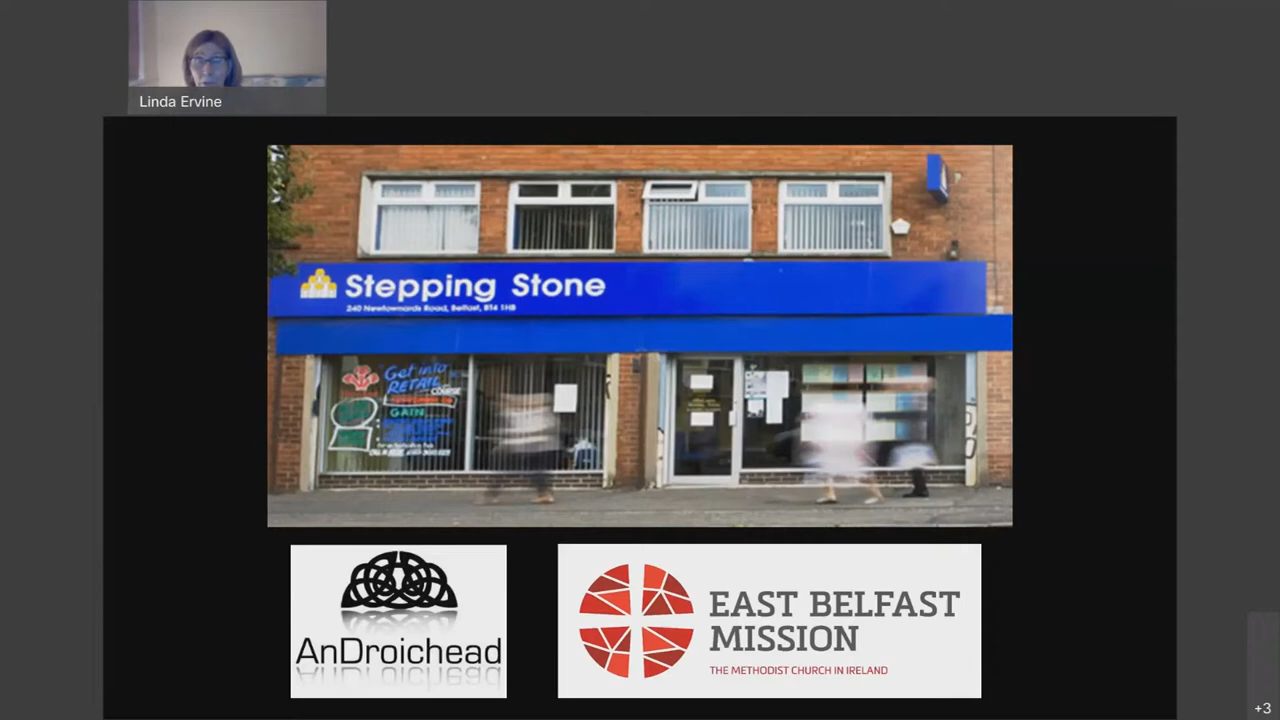 Linda Ervine
Stepping Stone
240 Newtownards Road, Belfast, BT4 1HB
Get into
RETAIL
COURSE
GAIN
AnDroichead
EAST BELFAST
MISSION
THE METHODIST CHURCH IN IRELAND
+3